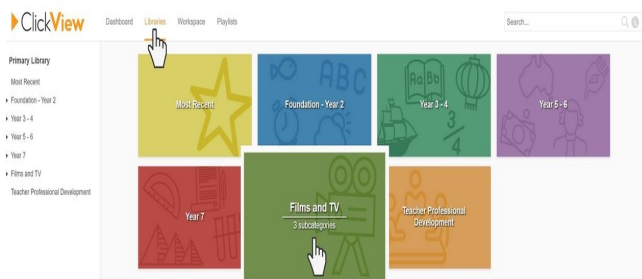 ClickView
Dashboard Libraries Workspace Playlists
Search...
Primary Library
Most Recent
Foundation - Year 2
Year 3 - 4
Year 5 - 6
Year 7
Films and TV
Teacher Professional Development
Most Recent
ABC
Foundation - Year 2
Aa Bb
Year 3 - 4
3
4
Year 5 - 6
Year 7
Films and TV
3 subcategories
Teacher Professional
Development